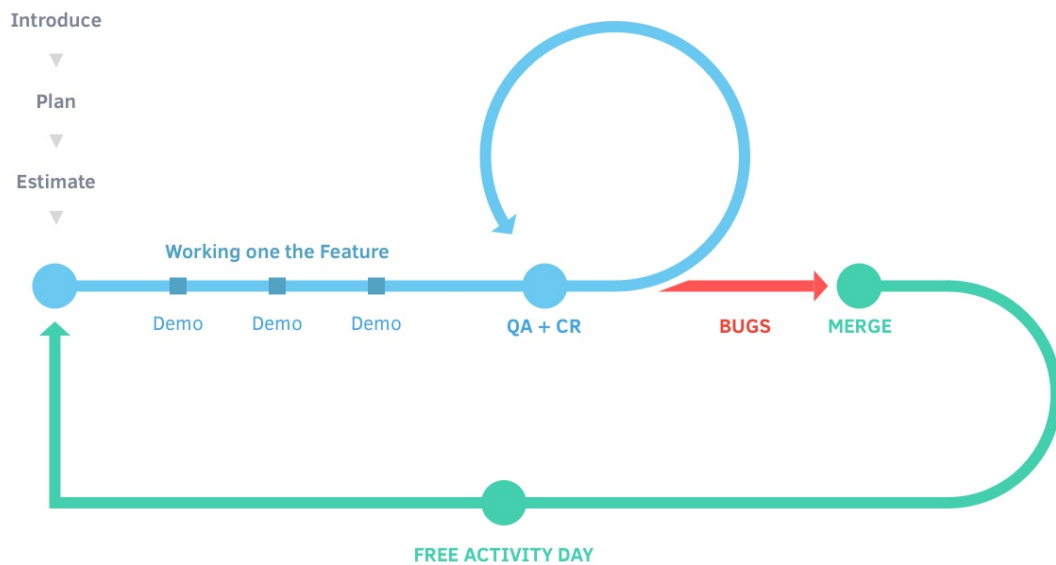 Introduce
Plan
Estimate
Working one the Feature
Demo
Demo
Demo
QA + CR
BUGS
MERGE
FREE ACTIVITY DAY